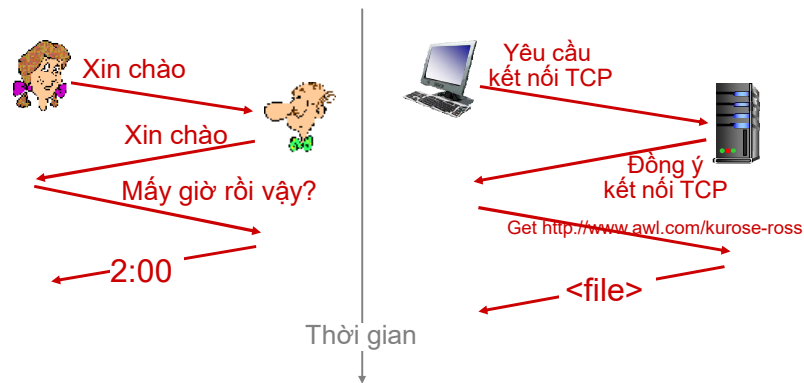 Xin chào
Xin chào
Mấy giờ rồi vậy?
2:00
Yêu cầu
kết nối TCP
Đồng ý
kết nối TCP
Get http://www.awl.com/kurose-ross
<file>
Thời gian